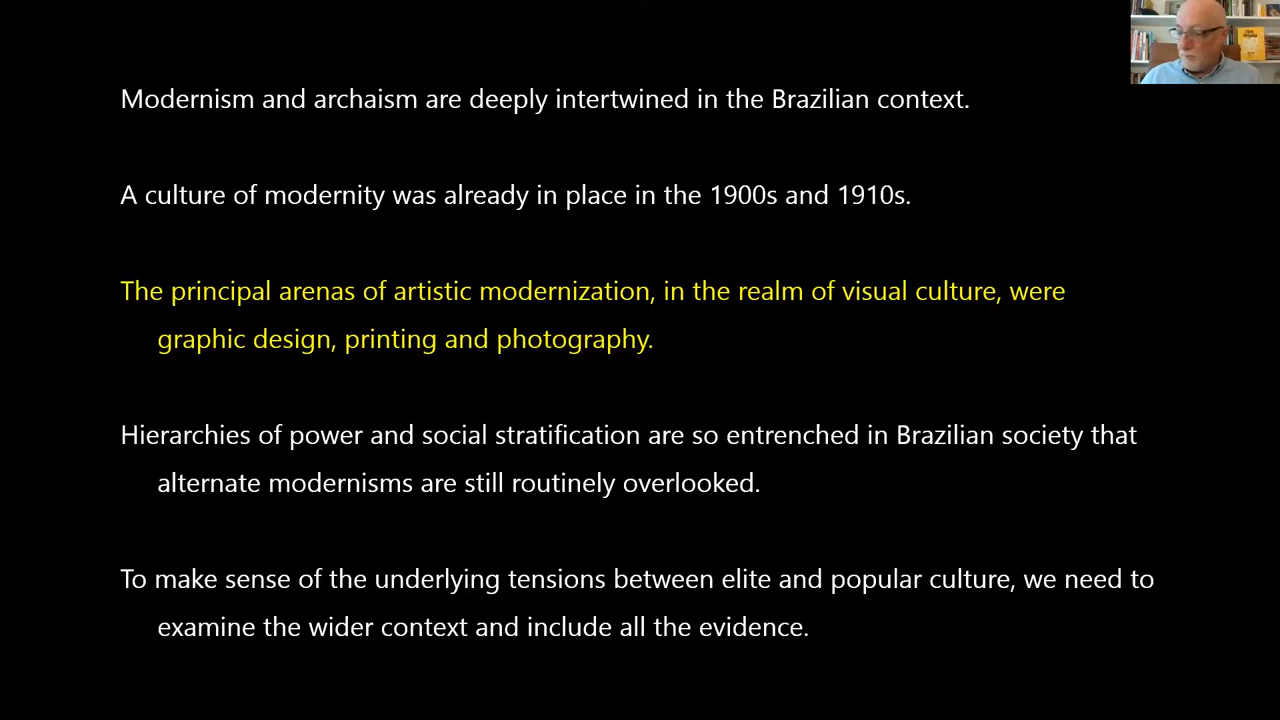 Modernism and archaism are deeply intertwined in the Brazilian context.
A culture of modernity was already in place in the 1900s and 1910s.
The principal arenas of artistic modernization, in the realm of visual culture, were
graphic design, printing and photography.
Hierarchies of power and social stratification are so entrenched in Brazilian society that
alternate modernisms are still routinely overlooked.
To make sense of the underlying tensions between elite and popular culture, we need to
examine the wider context and include all the evidence.